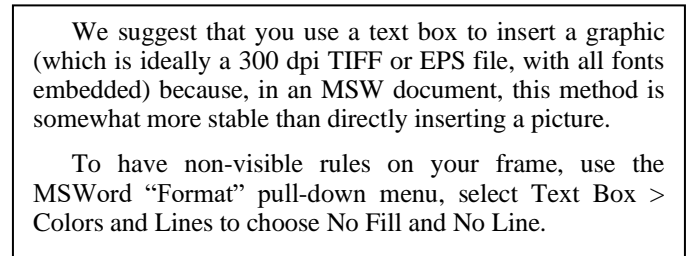 We suggest that you use a text box to insert a graphic
(which is ideally a 300 dpi TIFF or EPS file, with all fonts
embedded) because, in an MSW document, this method is
somewhat more stable than directly inserting a picture.
To have non-visible rules on your frame, use the
MSWord “Format” pull-down menu, select Text Box >
Colors and Lines to choose No Fill and No Line.